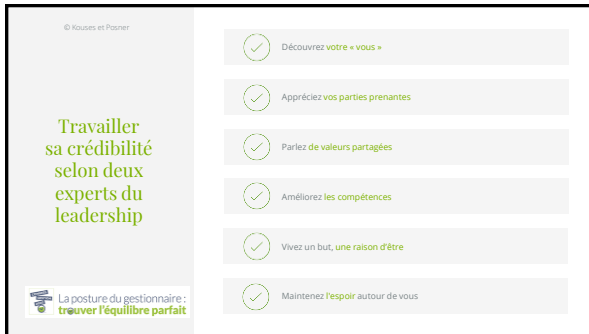 © Kouses et Posner
Travailler
sa crédibilité
selon deux
experts du
leadership
Découvrez votre « vous »
Appréciez vos parties prenantes
Parlez de valeurs partagées
Améliorez les compétences
Vivez un but, une raison d'être
Maintenez l'espoir autour de vous
La posture du gestionnaire :
trouver l'équilibre parfait